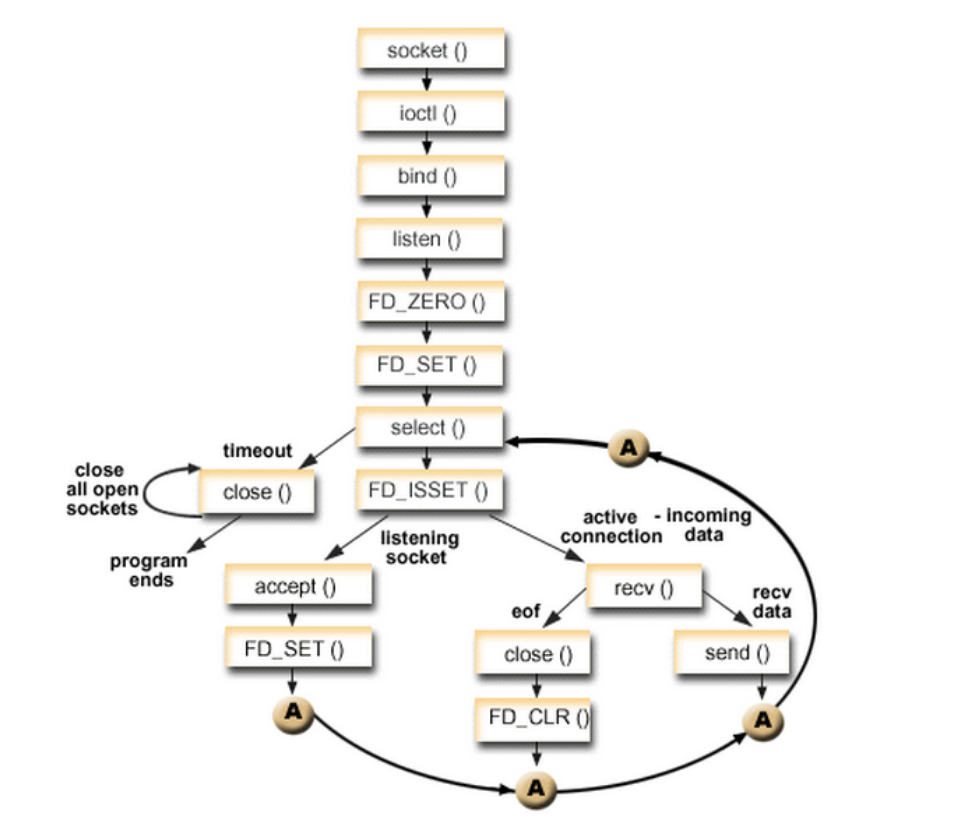 socket ()
ioctl ()
bind ()
listen ()
FD_ZERO ()
FD_SET ()
select ()
A
timeout
close
all open
sockets
close ()
FD_ISSET ()
program
ends
listening
socket
active - incoming
connection data
accept ()
recv ()
eof
recv
data
FD_SET ()
close ()
send ()
A
FD_CLR ()
A
A